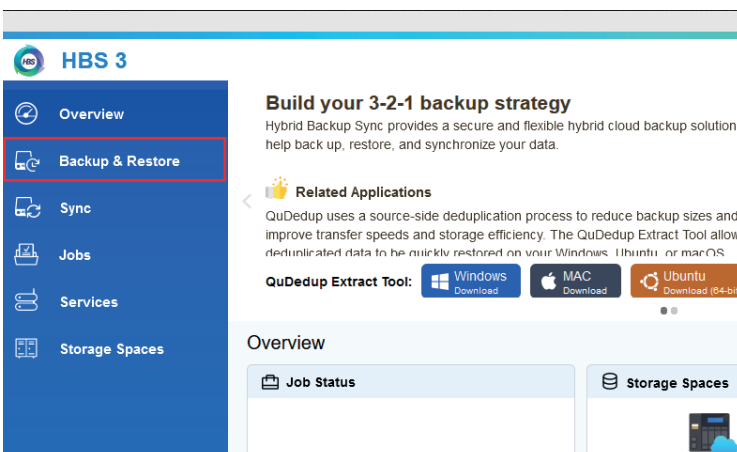 HBS
HBS 3
Overview
Backup & Restore
Sync
Jobs
Services
Storage Spaces
Build your 3-2-1 backup strategy
Hybrid Backup Sync provides a secure and flexible hybrid cloud backup solution
help back up, restore, and synchronize your data.
Related Applications
QuDedup uses a source-side deduplication process to reduce backup sizes and
improve transfer speeds and storage efficiency. The QuDedup Extract Tool allow
deduplicated data to be quickly restored on your Windows, Ubuntu, or macOS
QuDedup Extract Tool:
Windows
Download
MAC
Download
Ubuntu
Download (64-bit
Overview
Job Status
Storage Spaces